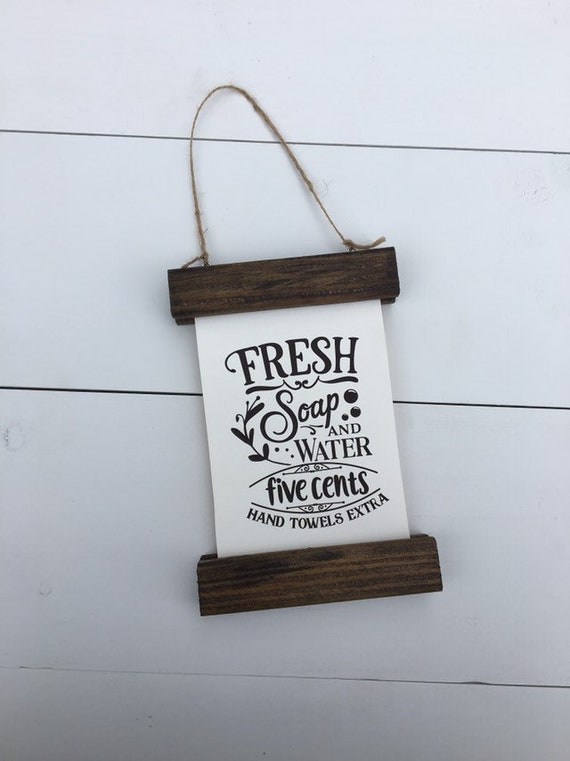 FRESH
Soap
AND
WATER
five cents
HAND TOWELS EXTRA